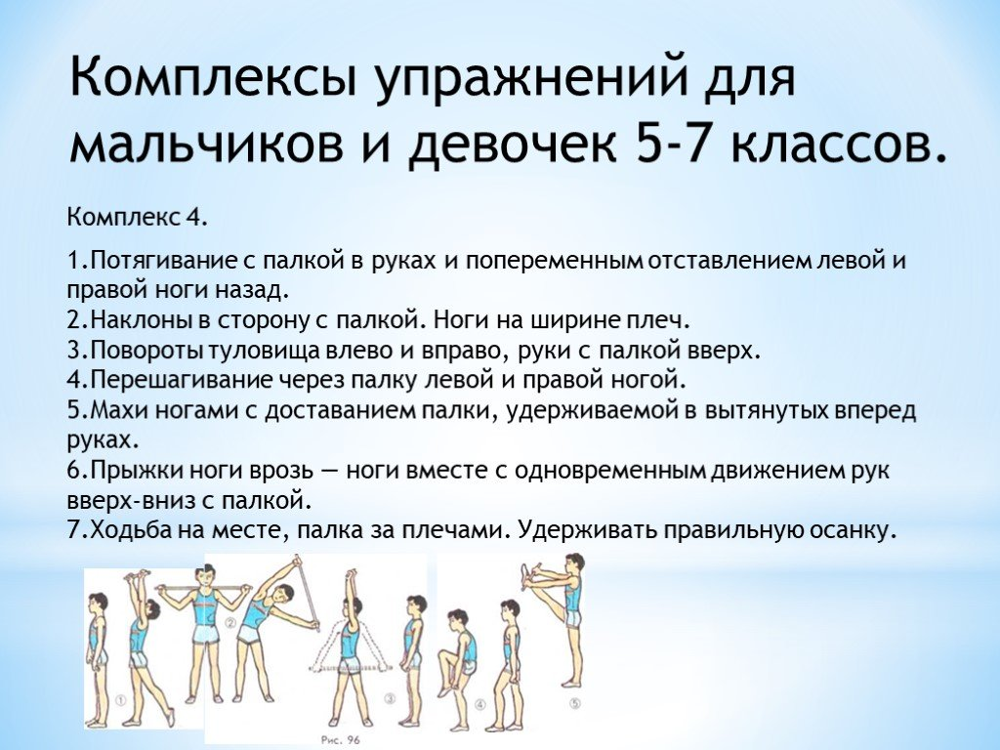 Комплексы упражнений для
мальчиков и девочек 5-7 классов.
Комплекс 4.
1.Потягивание с палкой в руках и попеременным отставлением левой и
правой ноги назад.
2.Наклоны в сторону с палкой. Ноги на ширине плеч.
3.Повороты туловища влево и вправо, руки с палкой вверх.
4.Перешагивание через палку левой и правой ногой.
5.Махи ногами с доставанием палки, удерживаемой в вытянутых вперед
руках.
6.Прыжки ноги врозь — ноги вместе с одновременным движением рук
вверх-вниз с палкой.
7.Ходьба на месте, палка за плечами. Удерживать правильную осанку.
1
2
3
4
5
Рис. 96